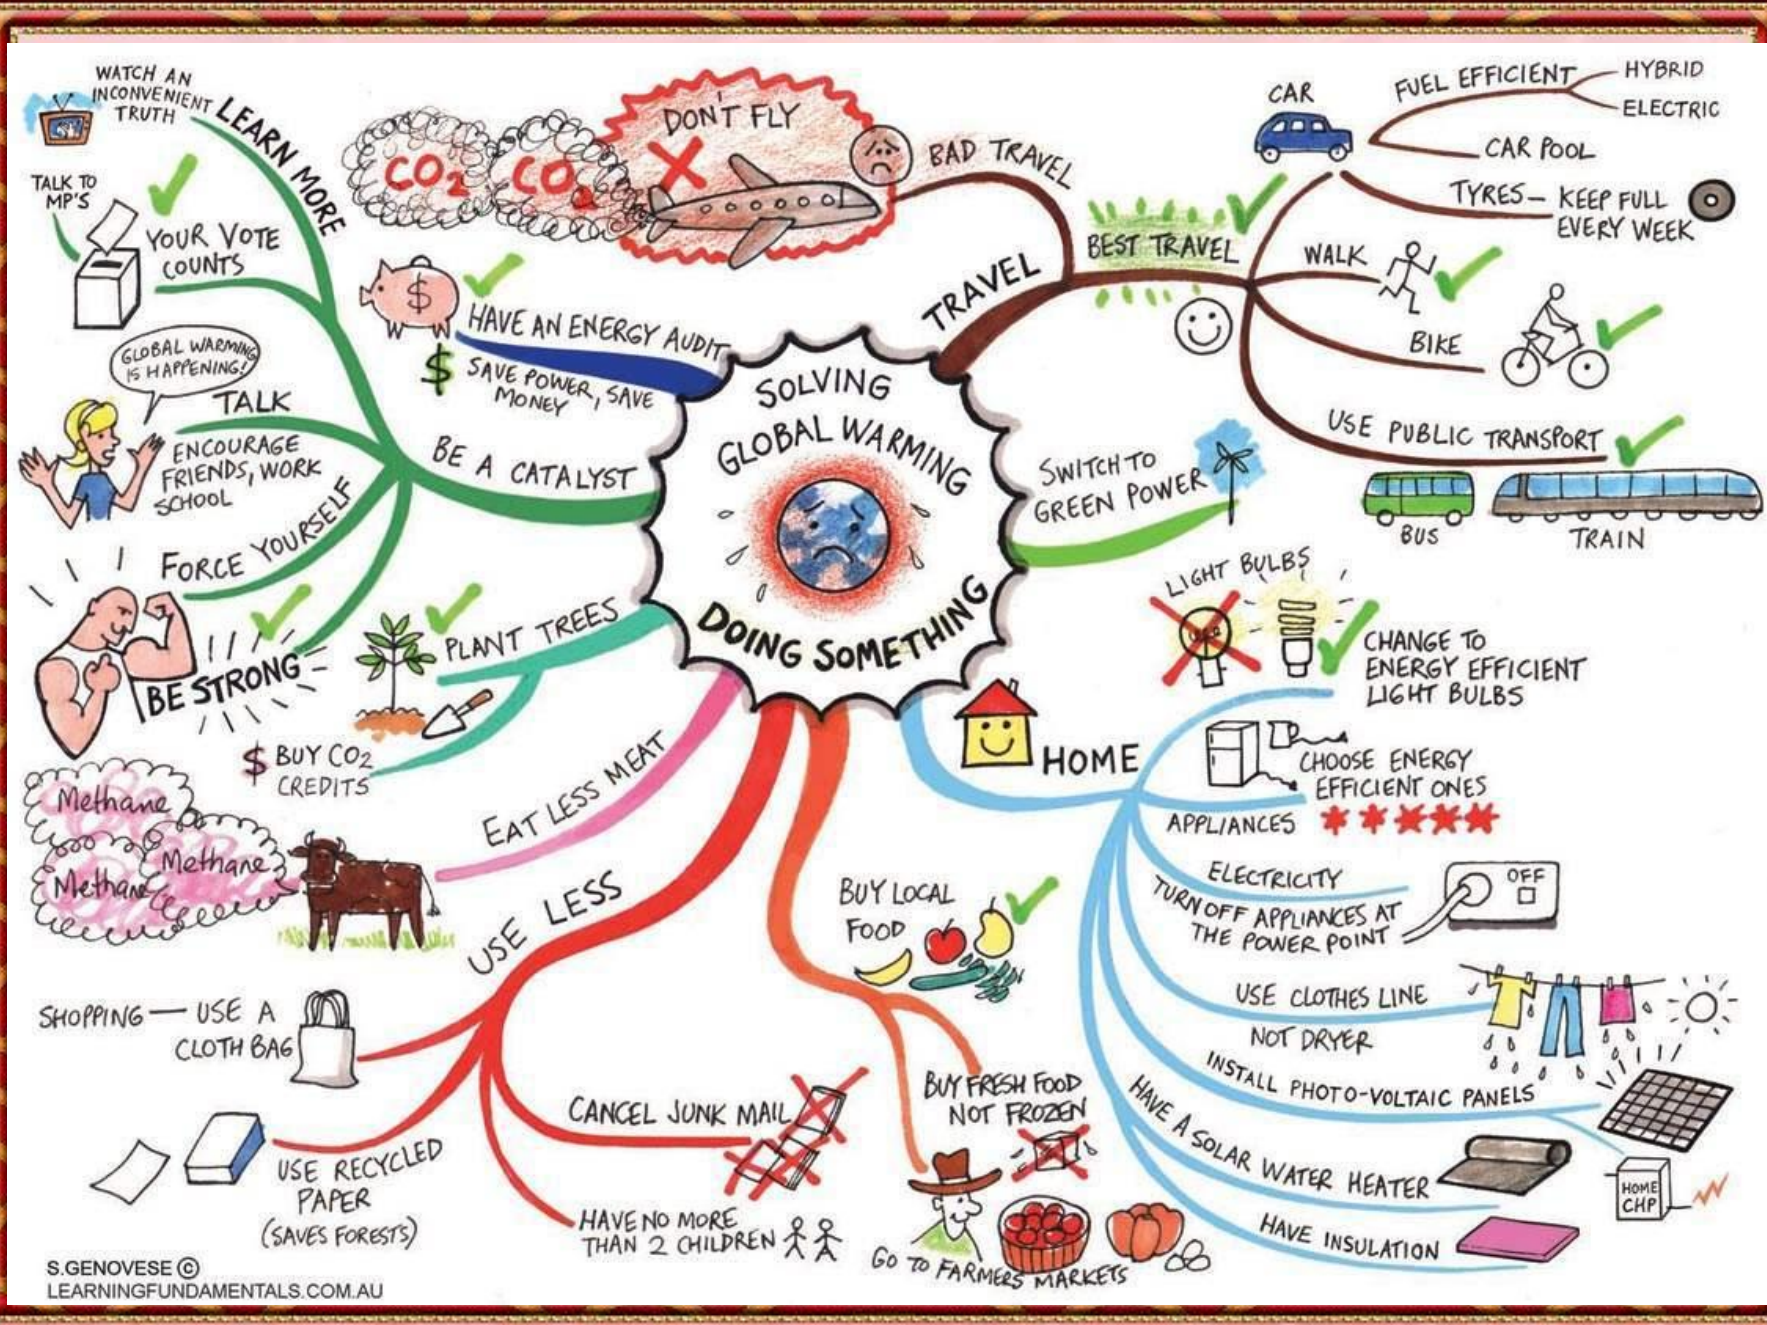 SOLVING
GLOBAL WARMING
DOING SOMETHING
TRAVEL
BAD TRAVEL
DON'T FLY
CO2
CO2
BEST TRAVEL
CAR
FUEL EFFICIENT
HYBRID
ELECTRIC
CAR POOL
TYRES – KEEP FULL
EVERY WEEK
WALK
BIKE
USE PUBLIC TRANSPORT
BUS
TRAIN
SWITCH TO
GREEN POWER
HOME
LIGHT BULBS
CHANGE TO
ENERGY EFFICIENT
LIGHT BULBS
CHOOSE ENERGY
EFFICIENT ONES
APPLIANCES
ELECTRICITY
TURN OFF APPLIANCES AT
THE POWER POINT
OFF
USE CLOTHES LINE
NOT DRYER
INSTALL PHOTO-VOLTAIC PANELS
HOME
CHP
HAVE A SOLAR WATER HEATER
HAVE INSULATION
BUY LOCAL
FOOD
BUY FRESH FOOD
NOT FROZEN
GO TO FARMERS MARKETS
USE LESS
SHOPPING — USE A
CLOTH BAG
USE RECYCLED
PAPER
(SAVES FORESTS)
CANCEL JUNK MAIL
HAVE NO MORE
THAN 2 CHILDREN
EAT LESS MEAT
Methane
Methane
Methane
PLANT TREES
$ BUY CO2
CREDITS
BE A CATALYST
LEARN MORE
WATCH AN
INCONVENIENT
TRUTH
TALK TO
MP'S
YOUR VOTE
COUNTS
GLOBAL WARMING
IS HAPPENING!
TALK
ENCOURAGE
FRIENDS, WORK
SCHOOL
FORCE YOURSELF
BE STRONG
$
HAVE AN ENERGY AUDIT
$ SAVE POWER, SAVE
MONEY
S.GENOVESE ©
LEARNINGFUNDAMENTALS.COM.AU